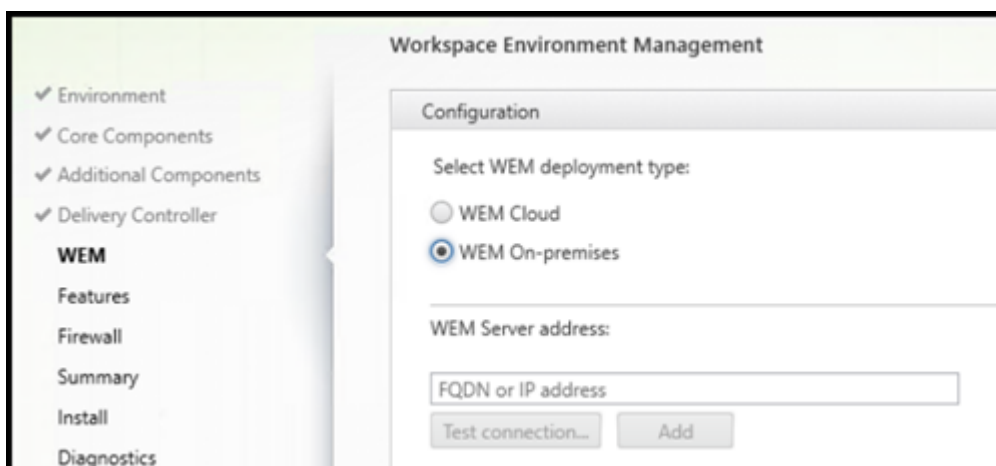 Workspace Environment Management
Environment
Core Components
Additional Components
Delivery Controller
WEM
Features
Firewall
Summary
Install
Diagnostics
Configuration
Select WEM deployment type:
WEM Cloud
WEM On-premises
WEM Server address:
FQDN or IP address
Test connection...
Add